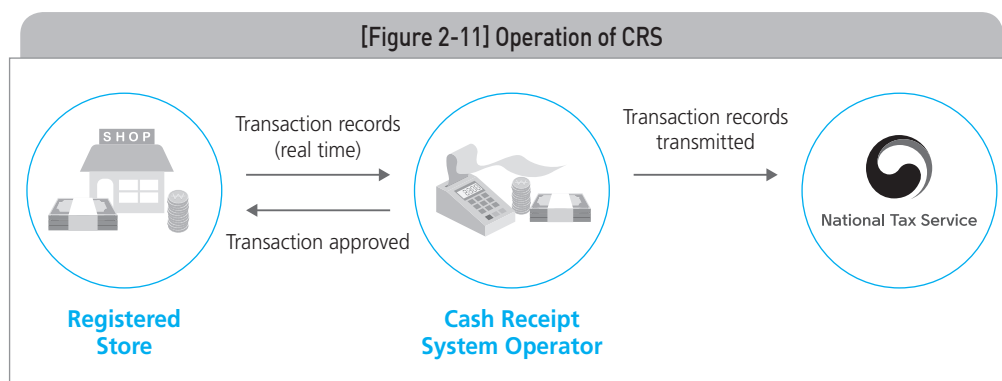 [Figure 2-11] Operation of CRS
SHOP
Transaction records
(real time)
Transaction approved
Registered
Store
Cash Receipt
System Operator
Transaction records
transmitted
National Tax Service